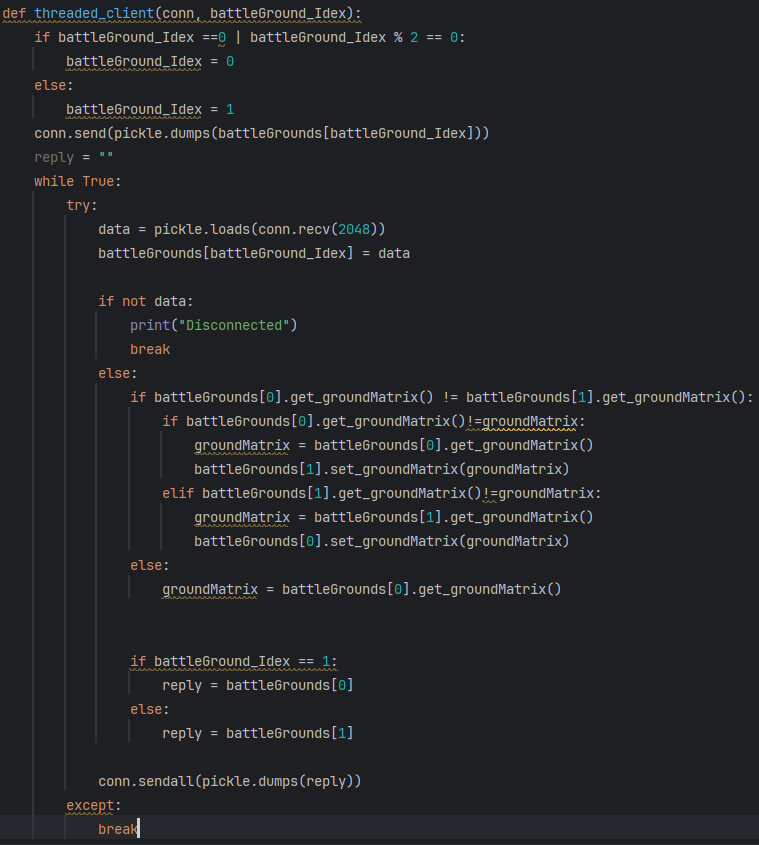 def threaded_client(conn, battleGround_Idex):
    if battleGround_Idex ==0 | battleGround_Idex % 2 == 0:
        battleGround_Idex = 0
    else:
        battleGround_Idex = 1
    conn.send(pickle.dumps(battleGrounds[battleGround_Idex]))
    reply = ""
    while True:
        try:
            data = pickle.loads(conn.recv(2048))
            battleGrounds[battleGround_Idex] = data

            if not data:
                print("Disconnected")
                break
            else:
                if battleGrounds[0].get_groundMatrix() != battleGrounds[1].get_groundMatrix():
                    if battleGrounds[0].get_groundMatrix()!=groundMatrix:
                        groundMatrix = battleGrounds[0].get_groundMatrix()
                        battleGrounds[1].set_groundMatrix(groundMatrix)
                    elif battleGrounds[1].get_groundMatrix()!=groundMatrix:
                        groundMatrix = battleGrounds[1].get_groundMatrix()
                        battleGrounds[0].set_groundMatrix(groundMatrix)
                else:
                    groundMatrix = battleGrounds[0].get_groundMatrix()


                if battleGround_Idex == 1:
                    reply = battleGrounds[0]
                else:
                    reply = battleGrounds[1]

            conn.sendall(pickle.dumps(reply))
        except:
            break